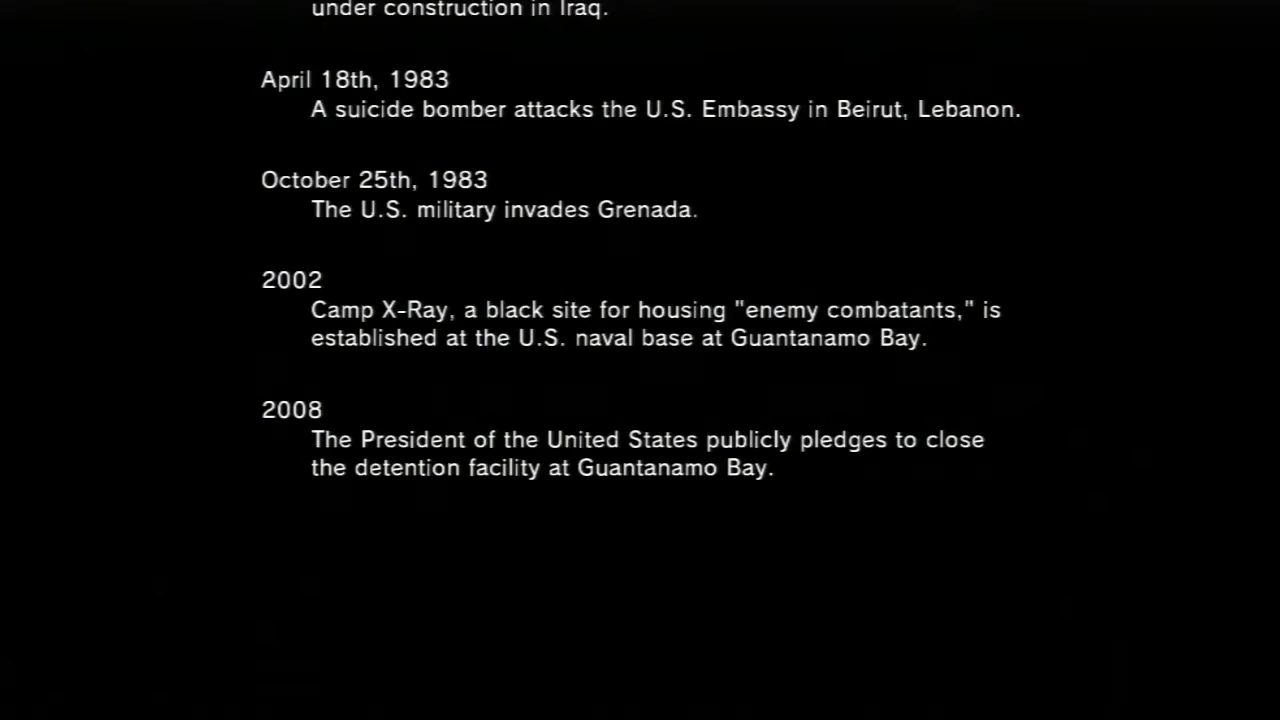 under construction in Iraq.
April 18th, 1983
A suicide bomber attacks the U.S. Embassy in Beirut, Lebanon.
October 25th, 1983
The U.S. military invades Grenada.
2002
Camp X-Ray, a black site for housing "enemy combatants," is
established at the U.S. naval base at Guantanamo Bay.
2008
The President of the United States publicly pledges to close
the detention facility at Guantanamo Bay.